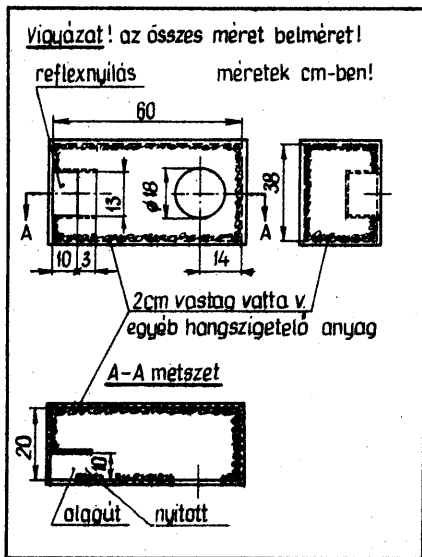 Vigyázat! az összes méret belméret!
reflexnyílás méretek cm-ben!
60
13
ø18
38
A A
10 3 14
2cm vastag vatta v.
egyéb hangszigetelő anyag
A-A metszet
20
10
alagút nyitott